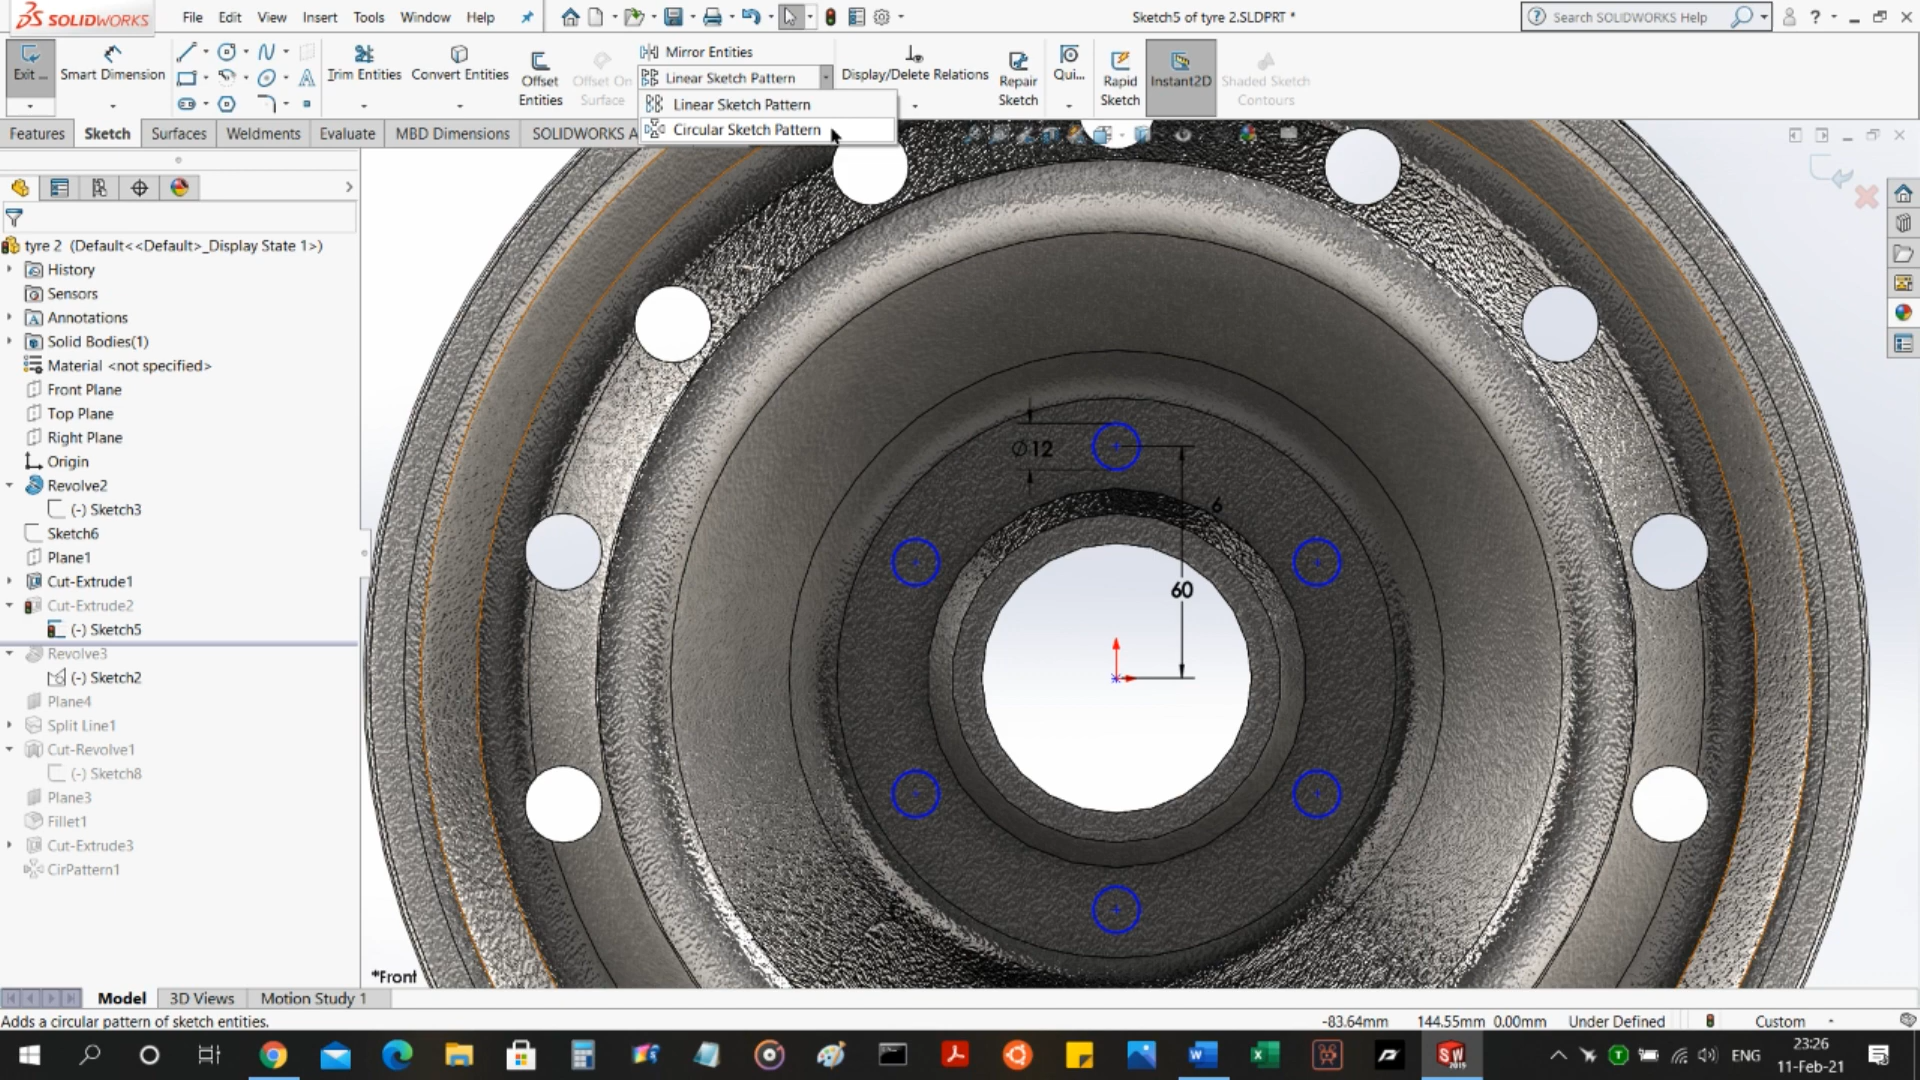 SOLIDWORKS File Edit View Insert Tools Window Help Sketch5 of tyre 2.SLDPRT * Search SOLIDWORKS Help ?
Exit ... Smart Dimension Trim Entities Convert Entities Offset Entities Offset On Surface Mirror Entities Linear Sketch Pattern Display/Delete Relations Repair Sketch Qui... Rapid Sketch Instant2D Shaded Sketch Contours
Linear Sketch Pattern
Circular Sketch Pattern
Features Sketch Surfaces Weldments Evaluate MBD Dimensions SOLIDWORKS A
tyre 2 (Default<<Default>_Display State 1>)
History
Sensors
Annotations
Solid Bodies(1)
Material <not specified>
Front Plane
Top Plane
Right Plane
Origin
Revolve2
(-) Sketch3
Sketch6
Plane1
Cut-Extrude1
Cut-Extrude2
(-) Sketch5
Revolve3
(-) Sketch2
Plane4
Split Line1
Cut-Revolve1
(-) Sketch8
Plane3
Fillet1
Cut-Extrude3
CirPattern1
∅12
6
60
*Front
Model 3D Views Motion Study 1
Adds a circular pattern of sketch entities. -83.64mm 144.55mm 0.00mm Under Defined Custom
ENG 23:26
11-Feb-21